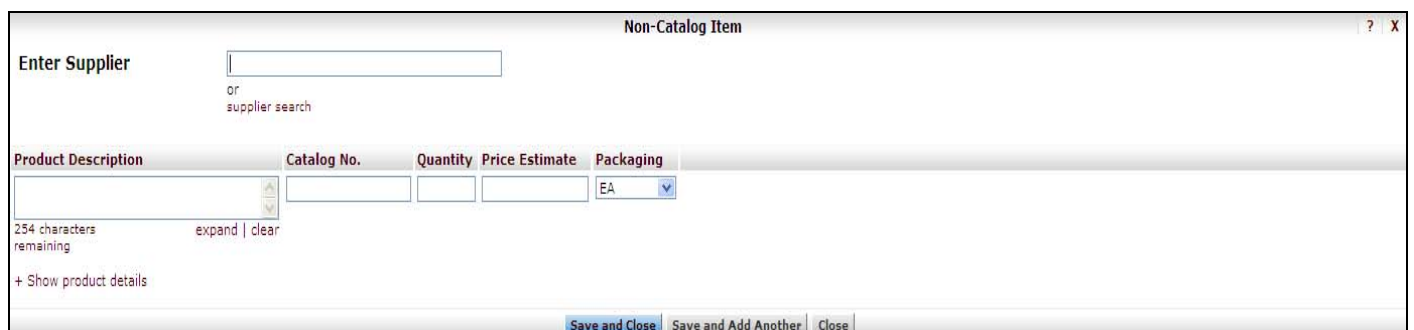 Non-Catalog Item ? X
Enter Supplier
or
supplier search
Product Description Catalog No. Quantity Price Estimate Packaging
EA
254 characters remaining expand | clear
+ Show product details
Save and Close Save and Add Another Close